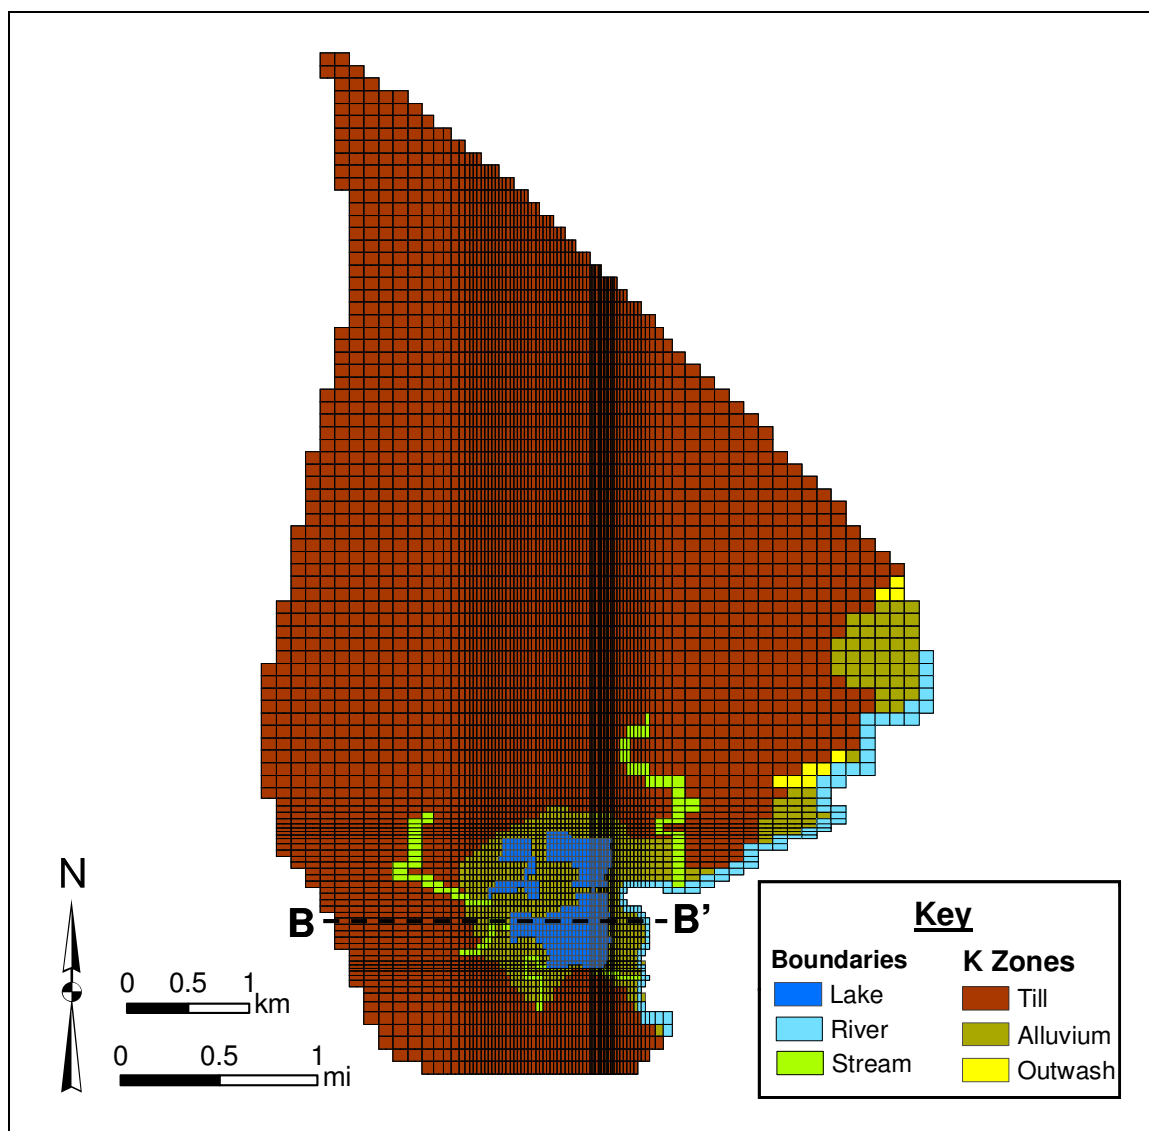 N
B B'
0 0.5 1
km
0 0.5 1
mi
Key
Boundaries K Zones
Lake Till
River Alluvium
Stream Outwash